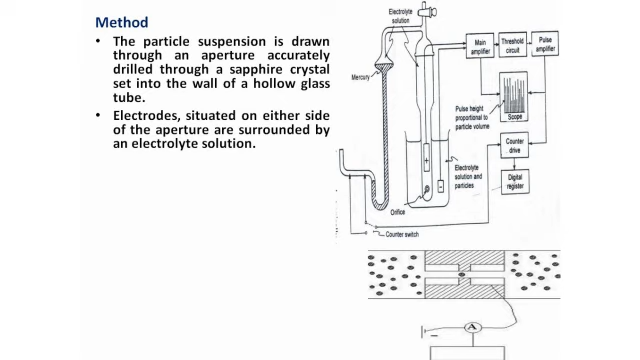 Method
• The particle suspension is drawn
through an aperture accurately
drilled through a sapphire crystal
set into the wall of a hollow glass
tube.
• Electrodes, situated on either side
of the aperture are surrounded by
an electrolyte solution.
Electrolyte
solution
Main
amplifier
Threshold
circuit
Pulse
amplifier
Mercury
Pulse height
proportional to
particle volume
Scope
Counter
drive
Electrolyte
solution and
particles
Digital
register
+
-
Orifice
Counter switch
A